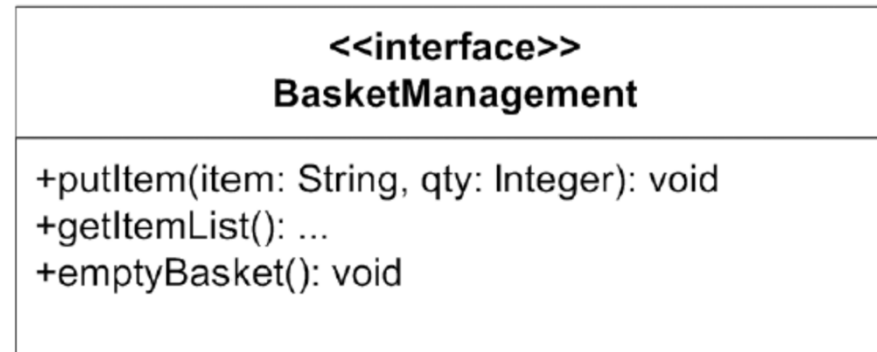 <<interface>>
BasketManagement
+putItem(item: String, qty: Integer): void
+getItemList(): ...
+emptyBasket(): void